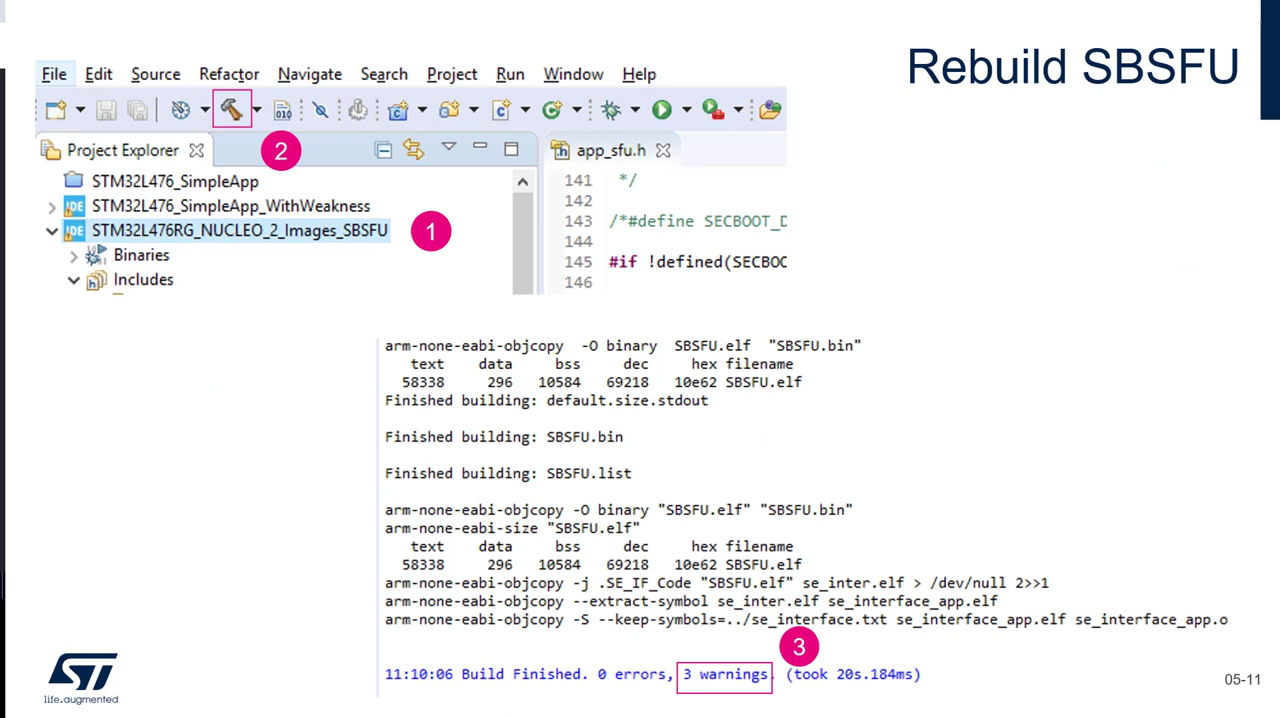 Rebuild SBSFU
File Edit Source Refactor Navigate Search Project Run Window Help
010
Project Explorer
2
app_sfu.h
STM32L476_SimpleApp
IDE STM32L476_SimpleApp_WithWeakness
IDE STM32L476RG_NUCLEO_2_Images_SBSFU
1
Binaries
Includes
141 */
142
143 /*#define SECBOOT_D
144
145 #if !defined(SECBOO
146
arm-none-eabi-objcopy -O binary SBSFU.elf "SBSFU.bin"
text data bss dec hex filename
58338 296 10584 69218 10e62 SBSFU.elf
Finished building: default.size.stdout
Finished building: SBSFU.bin
Finished building: SBSFU.list
arm-none-eabi-objcopy -O binary "SBSFU.elf" "SBSFU.bin"
arm-none-eabi-size "SBSFU.elf"
text data bss dec hex filename
58338 296 10584 69218 10e62 SBSFU.elf
arm-none-eabi-objcopy -j .SE_IF_Code "SBSFU.elf" se_inter.elf > /dev/null 2>>1
arm-none-eabi-objcopy --extract-symbol se_inter.elf se_interface_app.elf
arm-none-eabi-objcopy -S --keep-symbols=../se_interface.txt se_interface_app.elf se_interface_app.o
3
11:10:06 Build Finished. 0 errors, 3 warnings. (took 20s.184ms)
ST
life.augmented
05-11